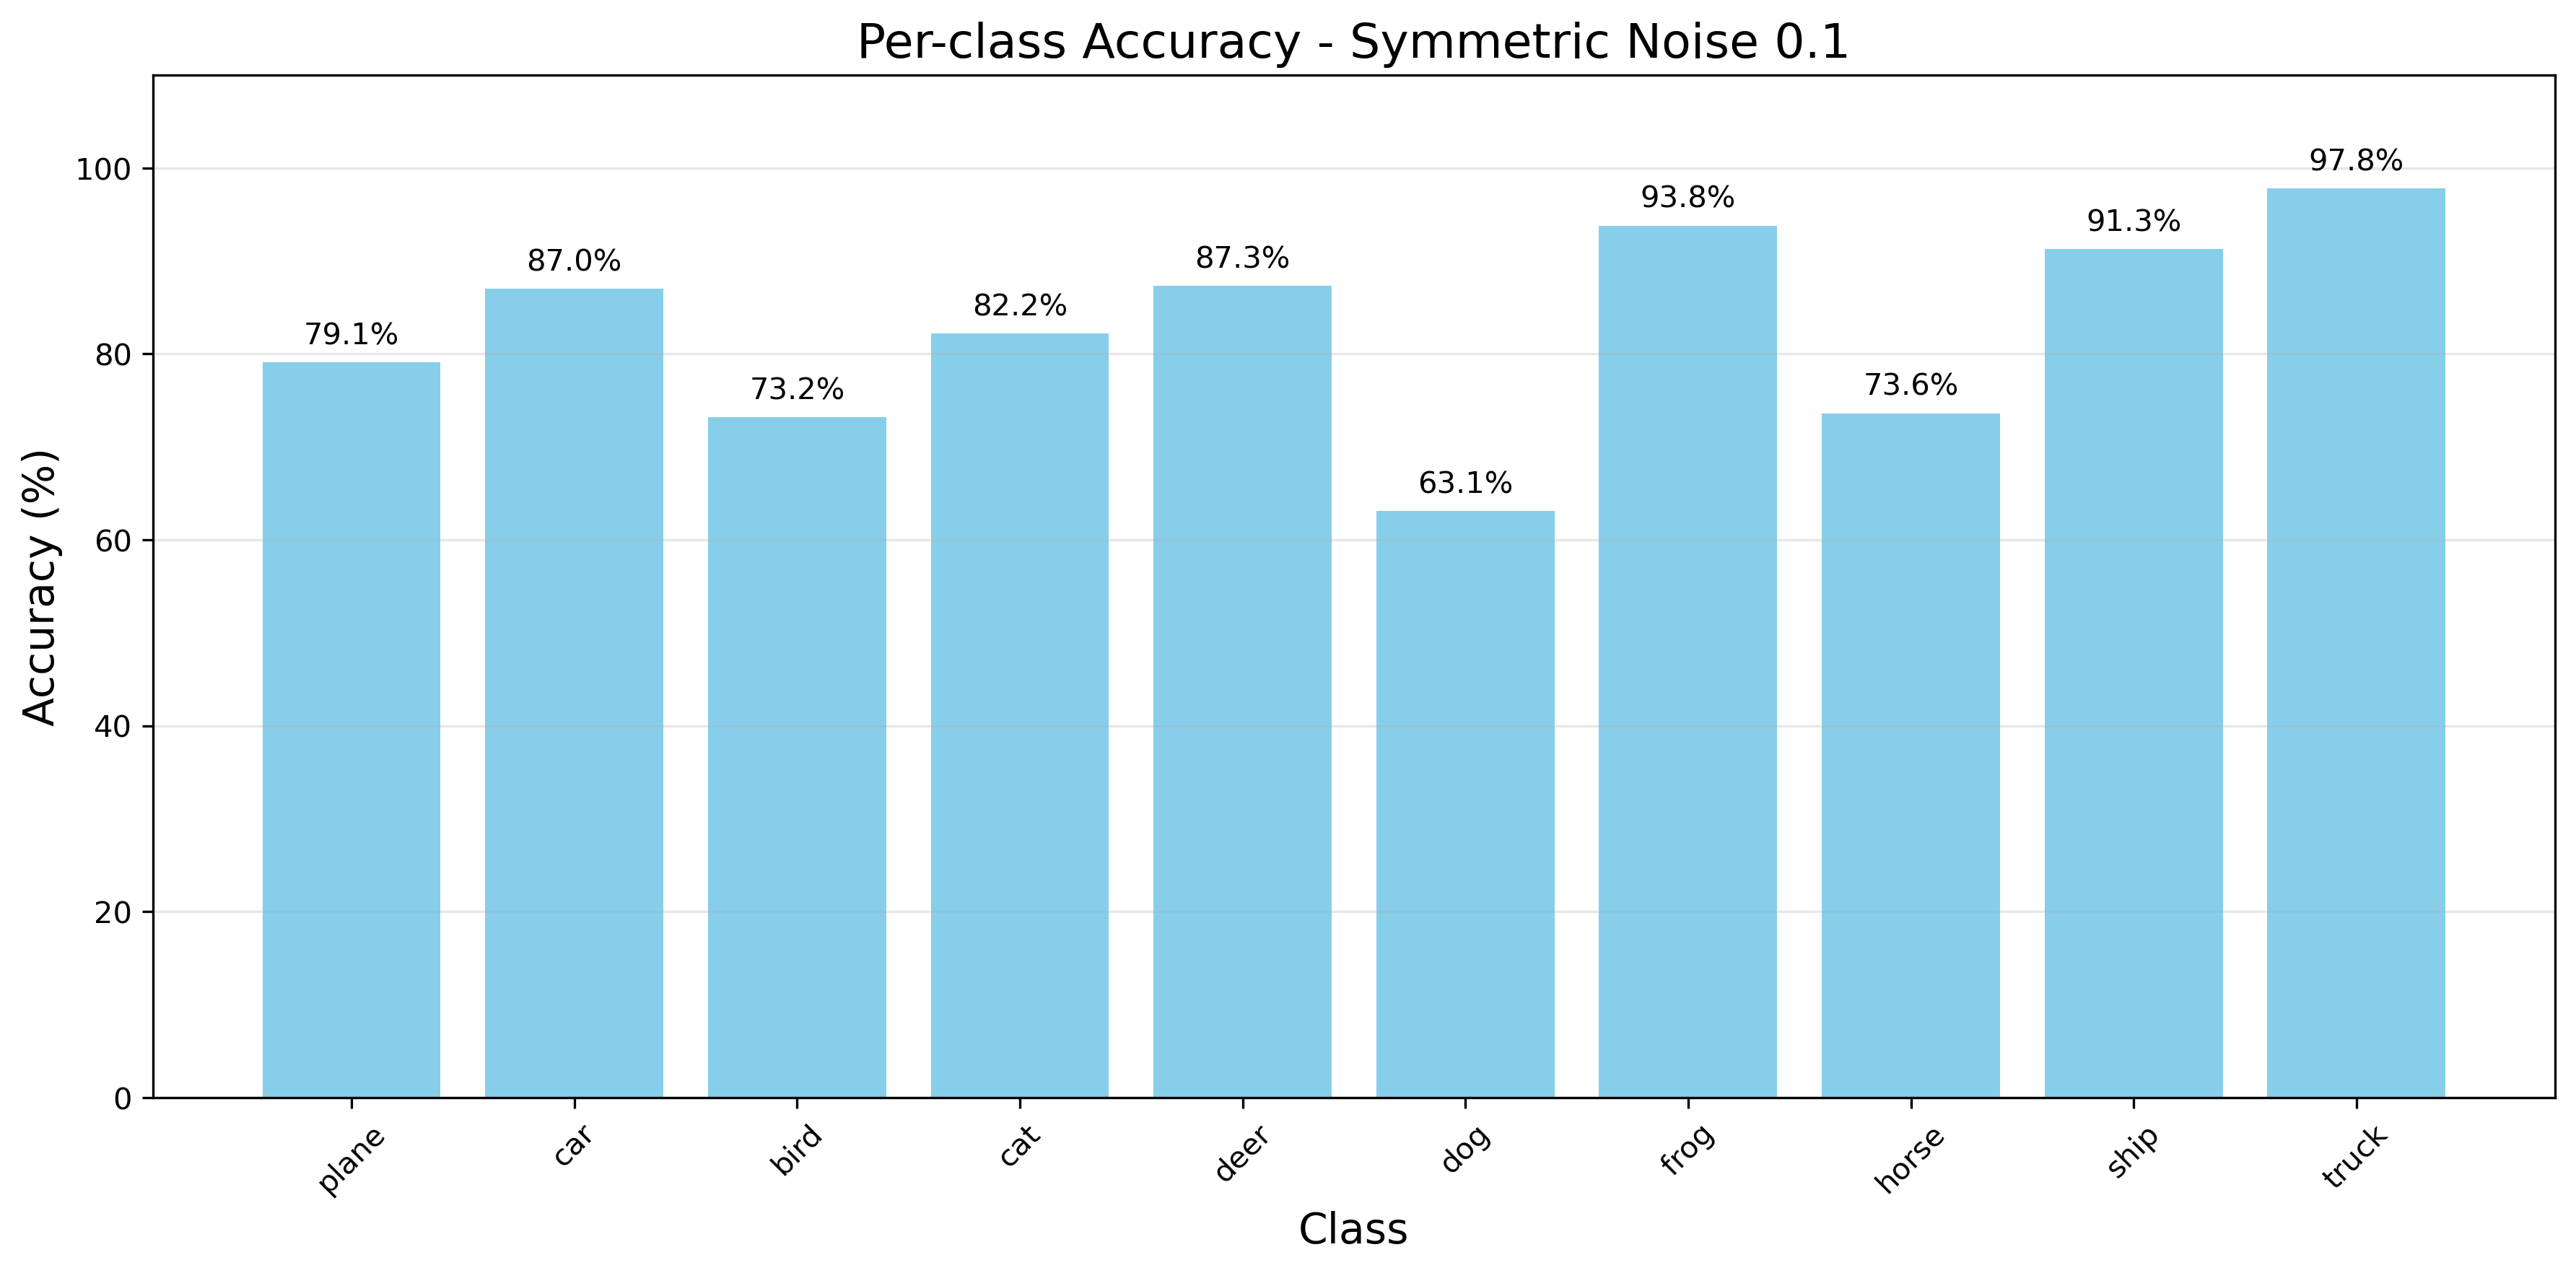 Per-class Accuracy - Symmetric Noise 0.1
Accuracy (%)
100
80
60
40
20
0
79.1%
87.0%
73.2%
82.2%
87.3%
63.1%
93.8%
73.6%
91.3%
97.8%
plane
car
bird
cat
deer
dog
frog
horse
ship
truck
Class